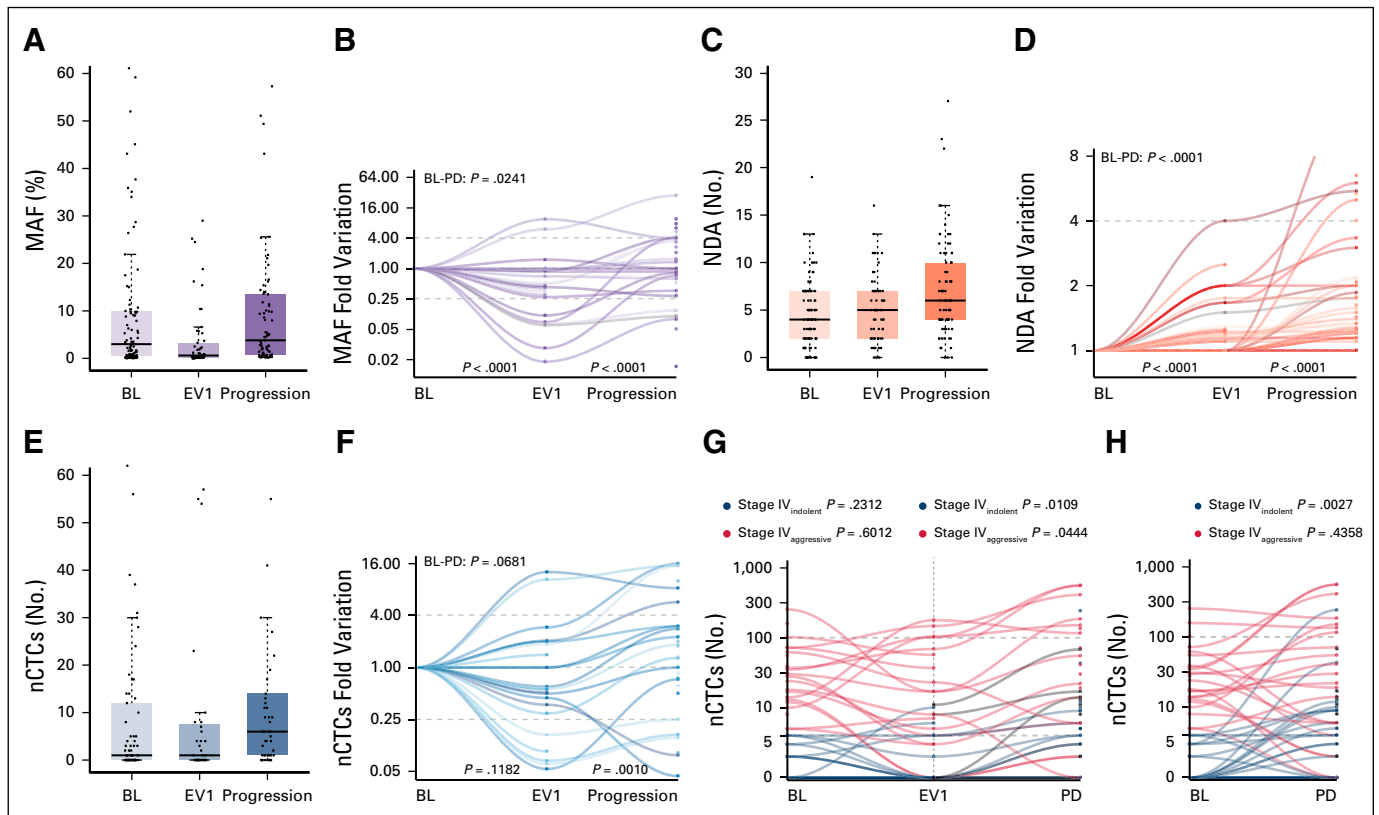 A
B
C
D
MAF (%)
60
50
40
30
20
10
0
BL
EV1
Progression
MAF Fold Variation
BL-PD: P = .0241
64.00
16.00
4.00
1.00
0.25
0.05
0.02
P < .0001
P < .0001
BL
EV1
Progression
NDA (No.)
30
25
20
15
10
5
0
BL
EV1
Progression
NDA Fold Variation
BL-PD: P < .0001
8
4
2
1
P < .0001
P < .0001
BL
EV1
Progression
E
F
G
H
nCTCs (No.)
60
50
40
30
20
10
0
BL
EV1
Progression
nCTCs Fold Variation
BL-PD: P = .0681
16.00
4.00
1.00
0.25
0.05
P = .1182
P = .0010
BL
EV1
Progression
Stage IVindolent P = .2312
Stage IVaggressive P = .6012
Stage IVindolent P = .0109
Stage IVaggressive P = .0444
nCTCs (No.)
1,000
300
100
30
10
5
0
BL
EV1
PD
Stage IVindolent P = .0027
Stage IVaggressive P = .4358
nCTCs (No.)
1,000
300
100
30
10
5
0
BL
PD